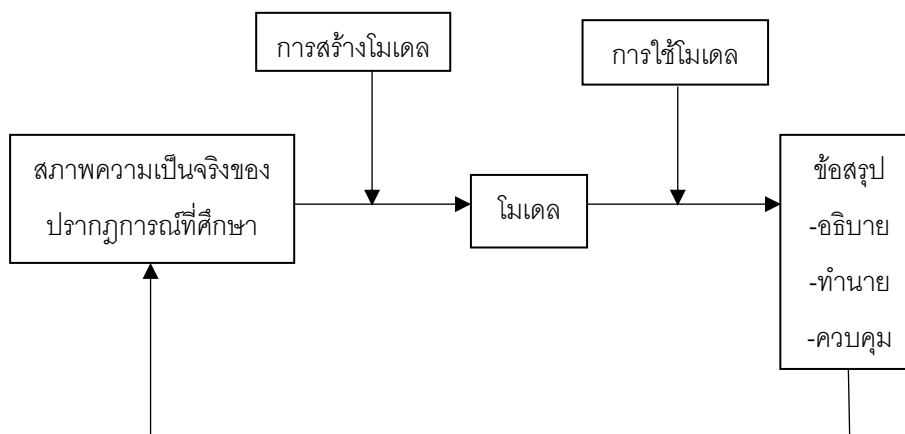 การสร้างโมเดล
การใช้โมเดล
สภาพความเป็นจริงของ
ปรากฏการณ์ที่ศึกษา
โมเดล
ข้อสรุป
-อธิบาย
-ทำนาย
-ควบคุม